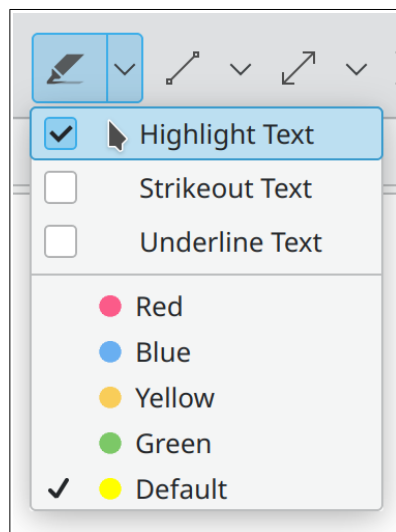 Highlight Text
Strikeout Text
Underline Text
Red
Blue
Yellow
Green
Default